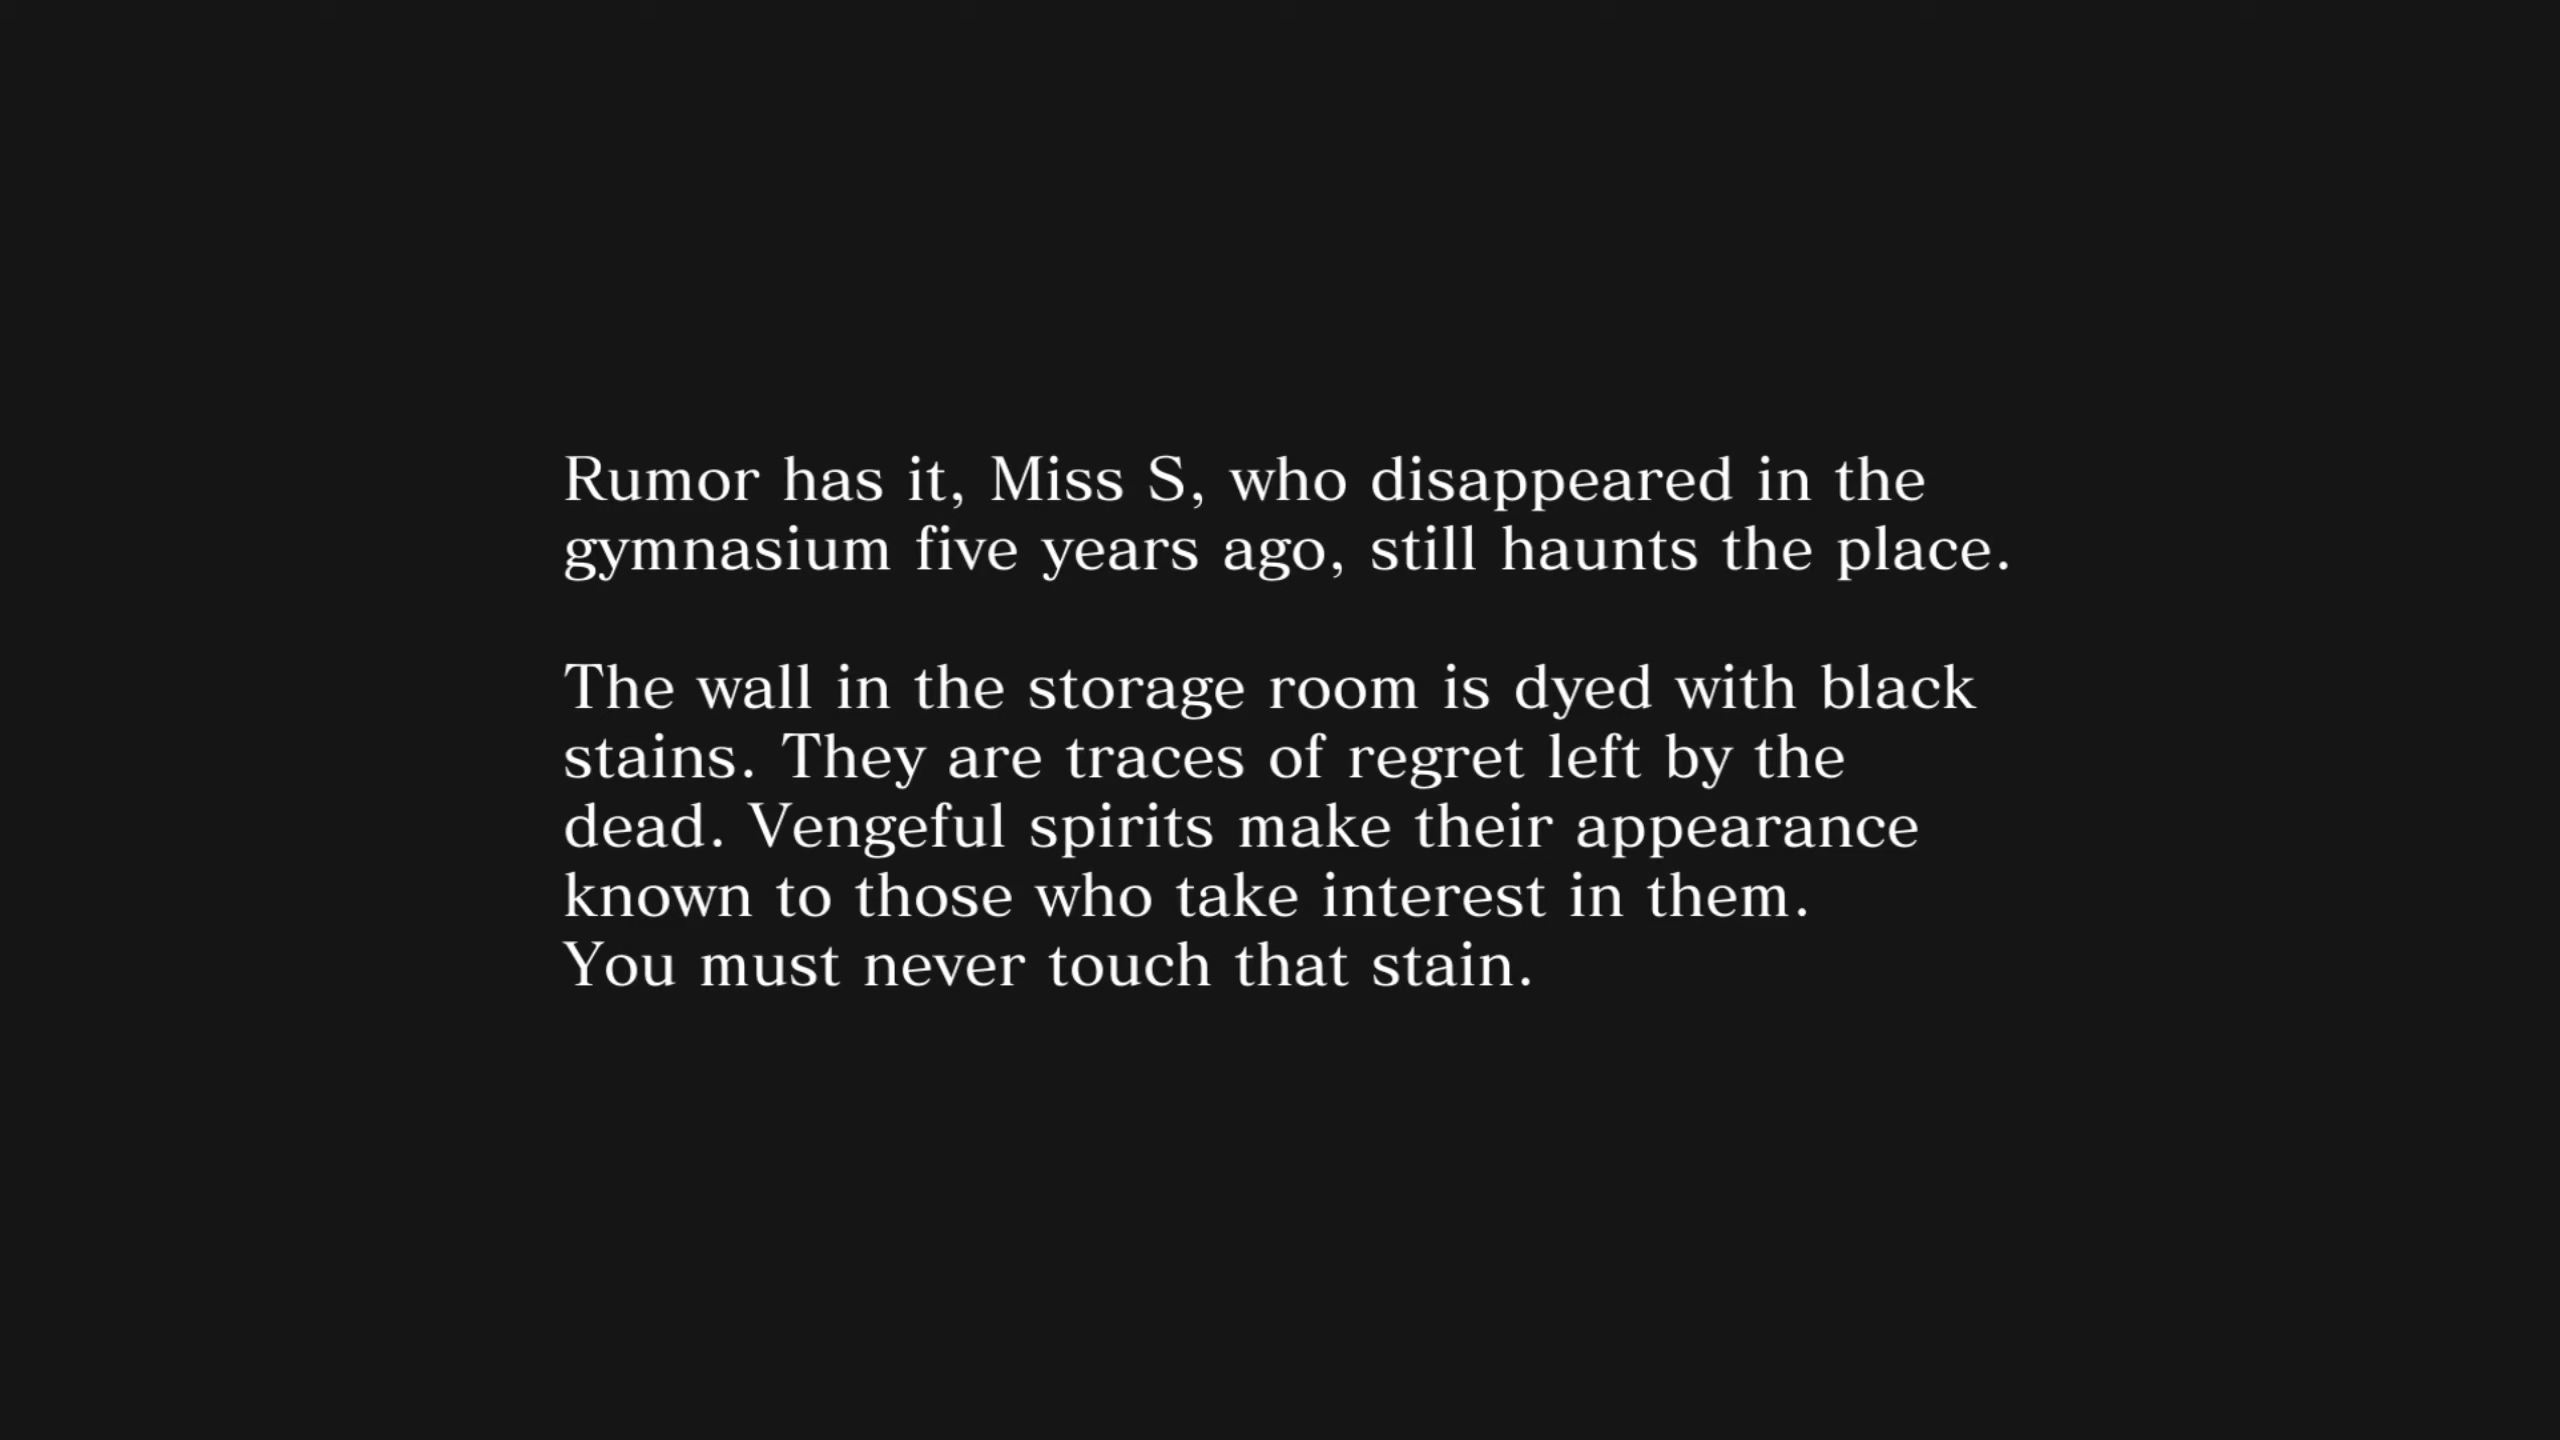 Rumor has it, Miss S, who disappeared in the
gymnasium five years ago, still haunts the place.
The wall in the storage room is dyed with black
stains. They are traces of regret left by the
dead. Vengeful spirits make their appearance
known to those who take interest in them.
You must never touch that stain.